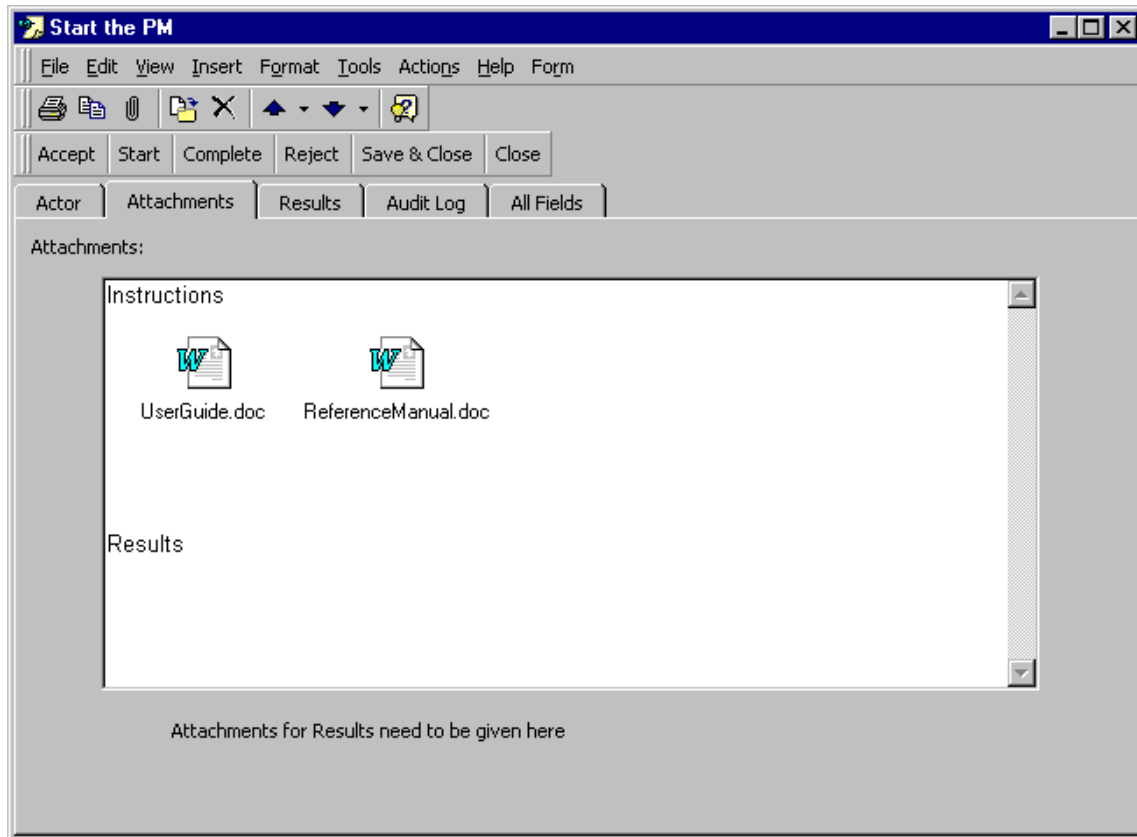 Start the PM
File Edit View Insert Format Tools Actions Help Form
Accept Start Complete Reject Save & Close Close
Actor Attachments Results Audit Log All Fields
Attachments:
Instructions
UserGuide.doc ReferenceManual.doc
Results
Attachments for Results need to be given here